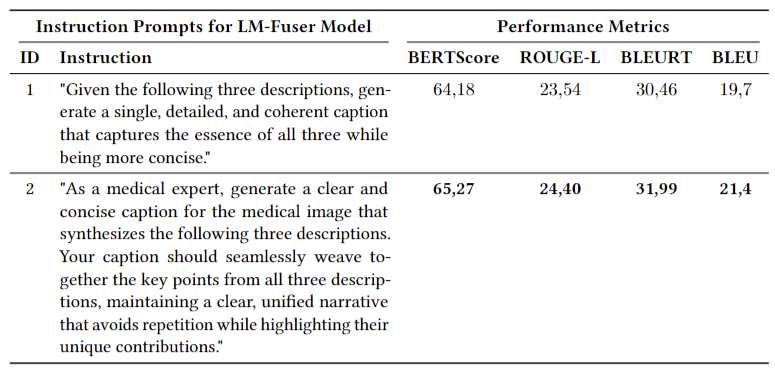 Instruction Prompts for LM-Fuser Model Performance Metrics
ID Instruction BERTScore ROUGE-L BLEURT BLEU
1 "Given the following three descriptions, gen- 64,18 23,54 30,46 19,7
erate a single, detailed, and coherent caption
that captures the essence of all three while
being more concise."
2 "As a medical expert, generate a clear and 65,27 24,40 31,99 21,4
concise caption for the medical image that
synthesizes the following three descriptions.
Your caption should seamlessly weave to-
gether the key points from all three descrip-
tions, maintaining a clear, unified narrative
that avoids repetition while highlighting their
unique contributions."